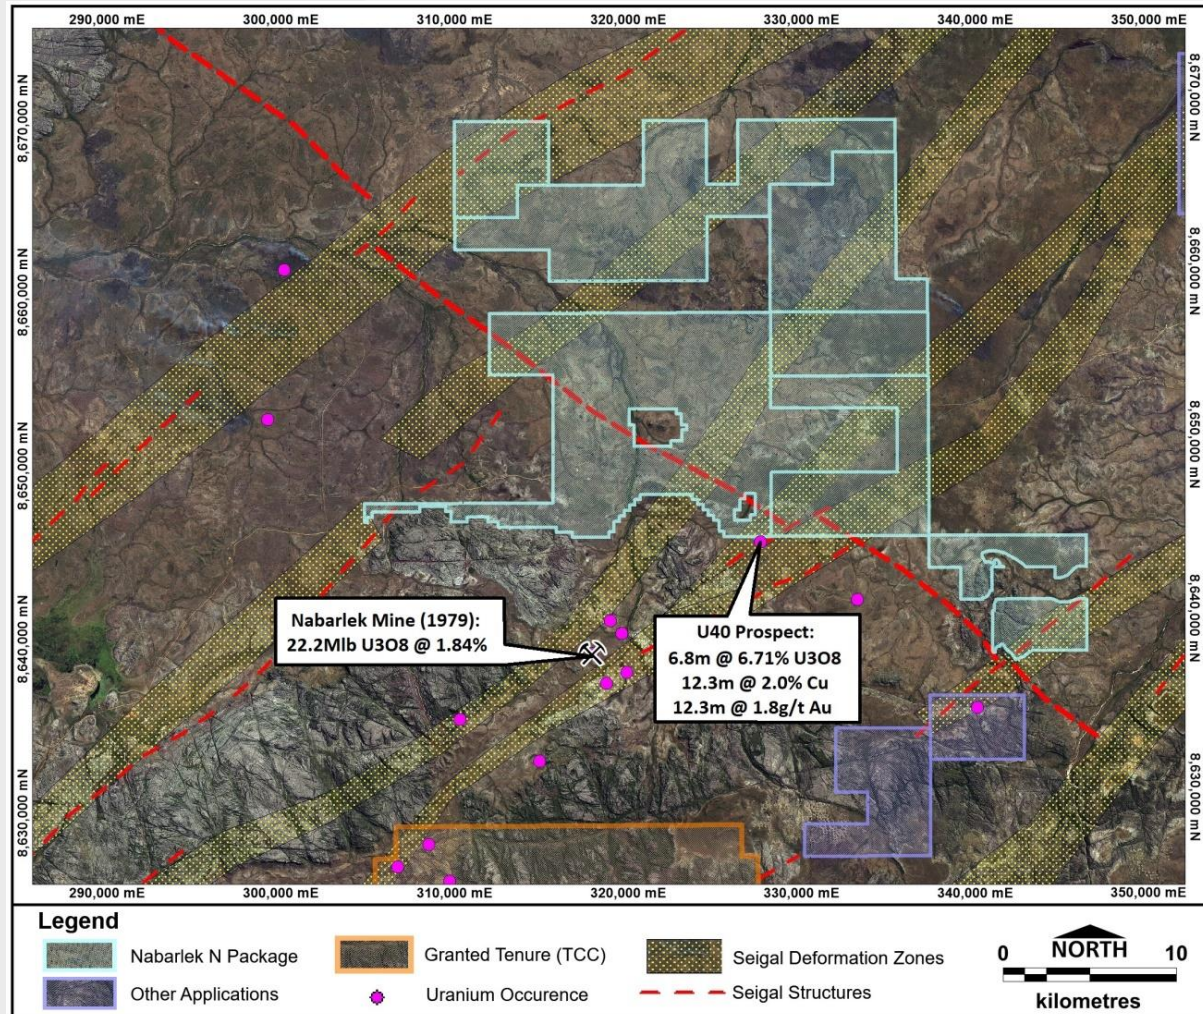 290,000 mE 300,000 mE 310,000 mE 320,000 mE 330,000 mE 340,000 mE 350,000 mE
8,670,000 mN
8,660,000 mN
8,650,000 mN
8,640,000 mN
8,630,000 mN
8,670,000 mN
8,660,000 mN
8,650,000 mN
8,640,000 mN
8,630,000 mN
Nabarlek Mine (1979):
22.2Mlb U3O8 @ 1.84%
U40 Prospect:
6.8m @ 6.71% U3O8
12.3m @ 2.0% Cu
12.3m @ 1.8g/t Au
290,000 mE 300,000 mE 310,000 mE 320,000 mE 330,000 mE 340,000 mE 350,000 mE
Legend
Nabarlek N Package
Granted Tenure (TCC)
Seigal Deformation Zones
Other Applications
Uranium Occurence
Seigal Structures
0 NORTH 10
kilometres